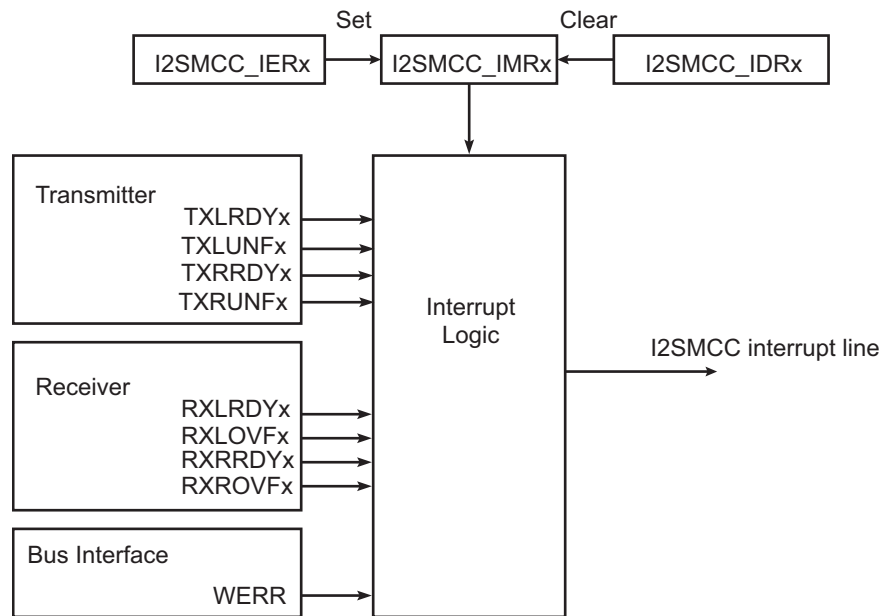 Set
Clear
I2SMCC_IERx
I2SMCC_IMRx
I2SMCC_IDRx
Transmitter
TXLRDYx
TXLUNFx
TXRRDYx
TXRUNFx
Interrupt
Logic
I2SMCC interrupt line
Receiver
RXLRDYx
RXLOVFx
RXRRDYx
RXROVFx
Bus Interface
WERR